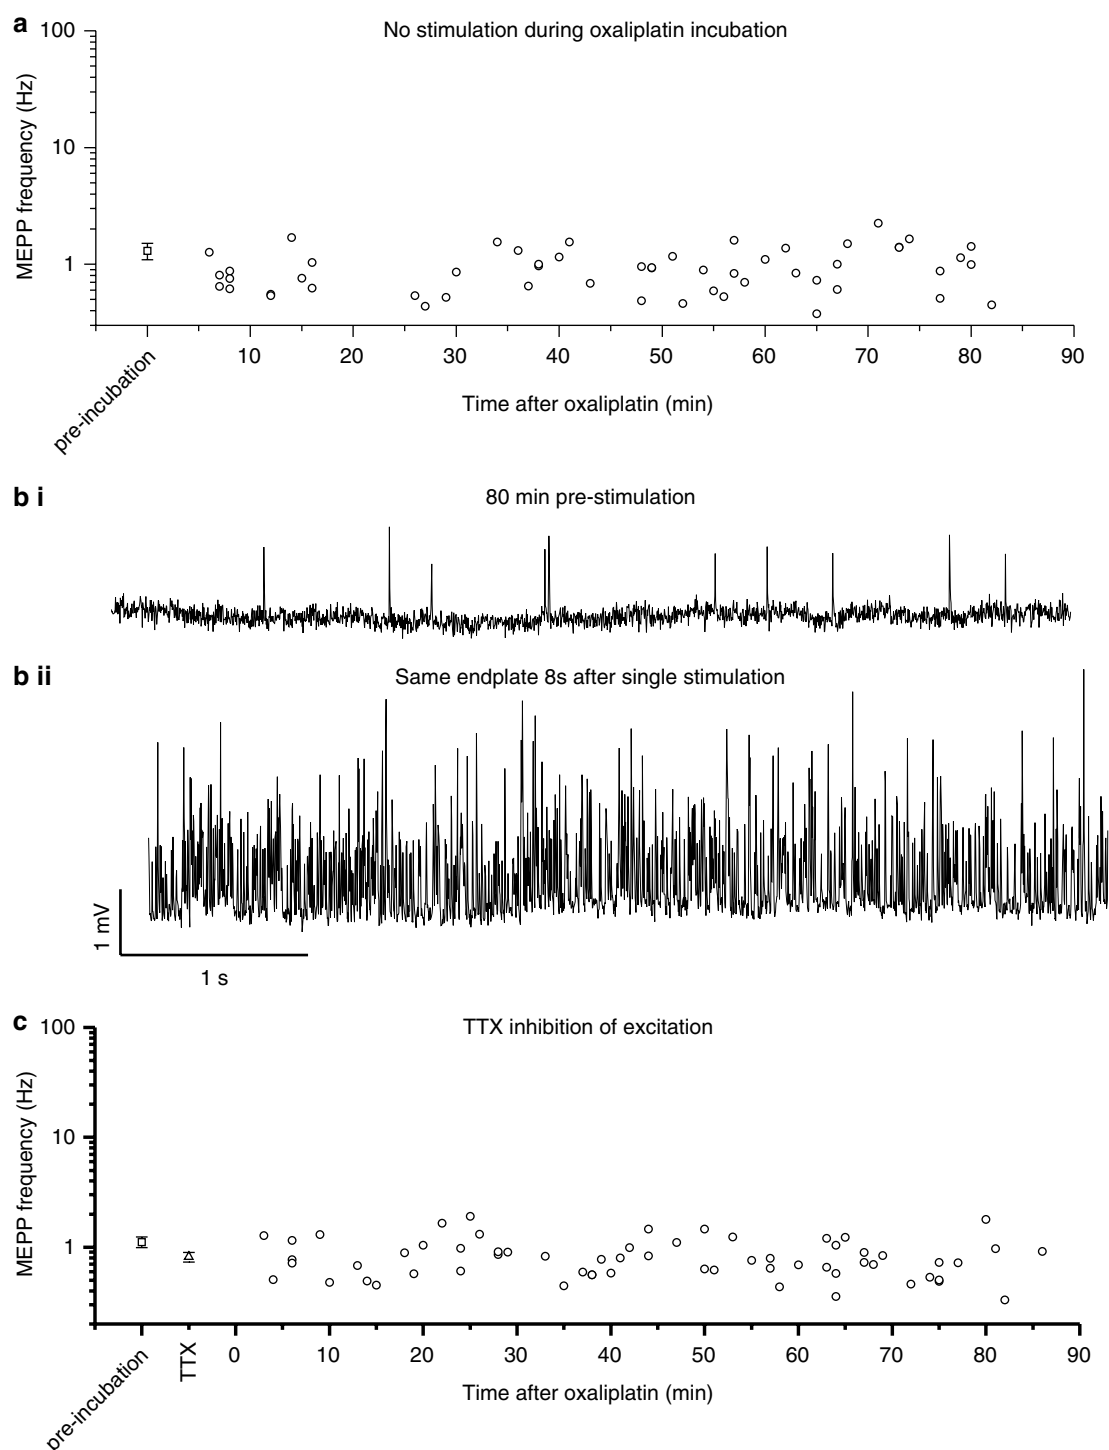 a
No stimulation during oxaliplatin incubation
100
10
1
MEPP frequency (Hz)
pre-incubation
10 20 30 40 50 60 70 80 90
Time after oxaliplatin (min)
b i
80 min pre-stimulation
b ii
Same endplate 8s after single stimulation
1 mV
1 s
c
TTX inhibition of excitation
100
10
1
MEPP frequency (Hz)
pre-incubation
TTX
0 10 20 30 40 50 60 70 80 90
Time after oxaliplatin (min)